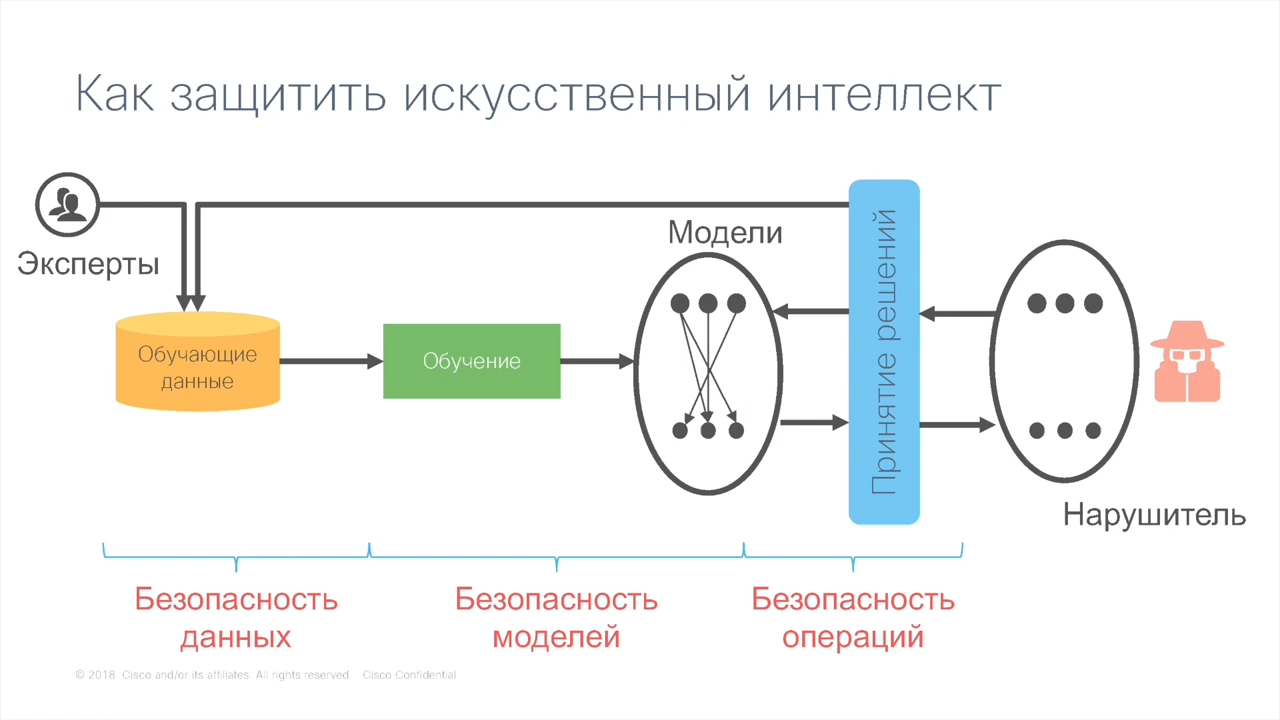 Как защитить искусственный интеллект
Эксперты
Модели
Обучающие
данные
Обучение
Принятие решений
Нарушитель
Безопасность
данных
Безопасность
моделей
Безопасность
операций
© 2018 Cisco and/or its affiliates. All rights reserved Cisco Confidential